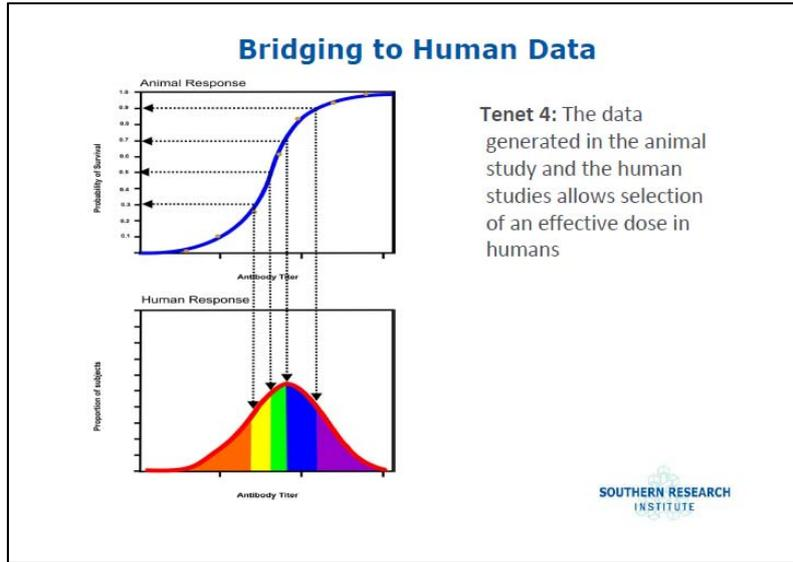 Bridging to Human Data
Animal Response
1.0
0.9
0.8
0.7
0.6
0.5
0.4
0.3
0.2
0.1
Probability of Survival
Antibody Titer
Human Response
Proportion of subjects
Antibody Titer
Tenet 4: The data
generated in the animal
study and the human
studies allows selection
of an effective dose in
humans
SOUTHERN RESEARCH
INSTITUTE